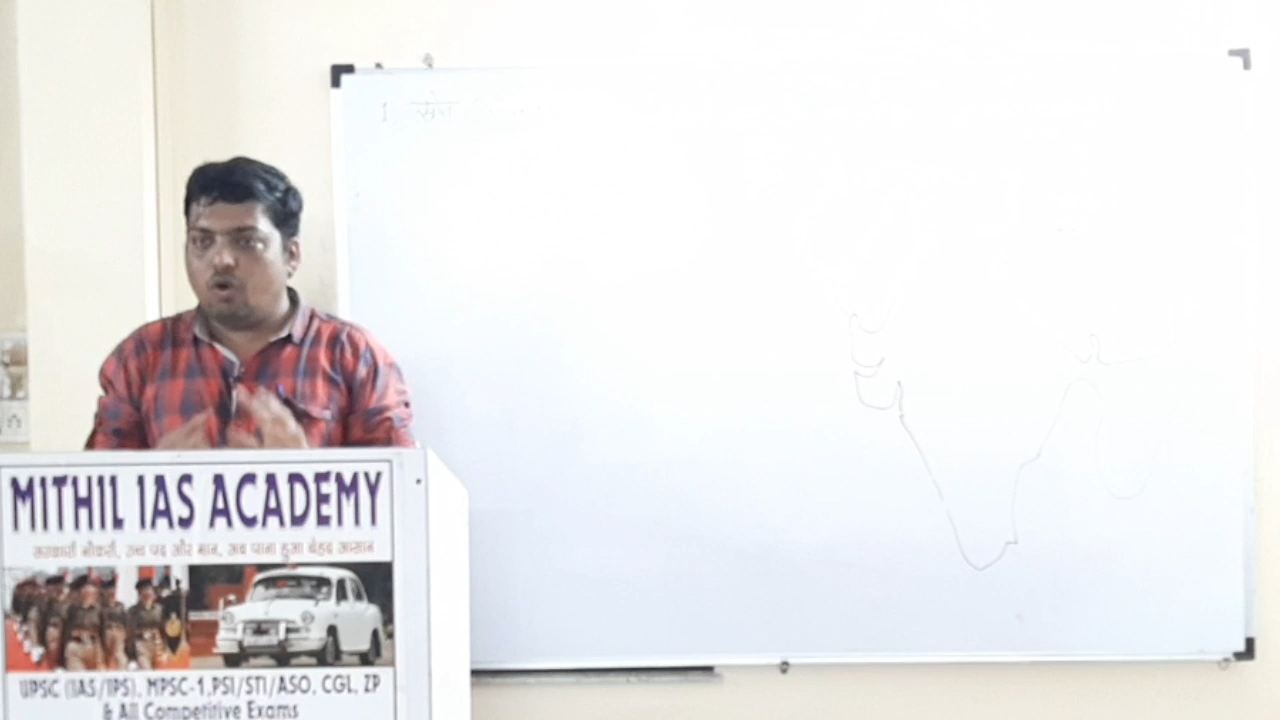 1. क्षेत्र
MITHIL IAS ACADEMY
सरकारी नौकरी, उच्च पद और मान, अब पाना हुआ बेहद आसान
UPSC (IAS/IPS), MPSC-1,PSI/STI/ASO, CGL, ZP
& All Competitive Exams